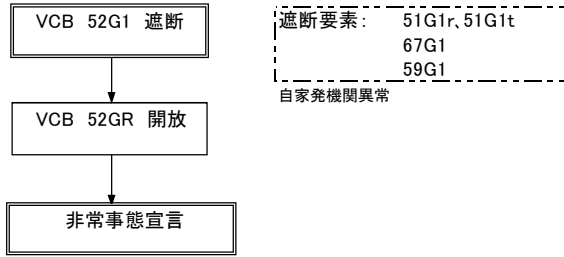 VCB 52G1 遮断
遮断要素: 51G1r、51G1t
67G1
59G1
自家発機関異常
VCB 52GR 開放
非常事態宣言